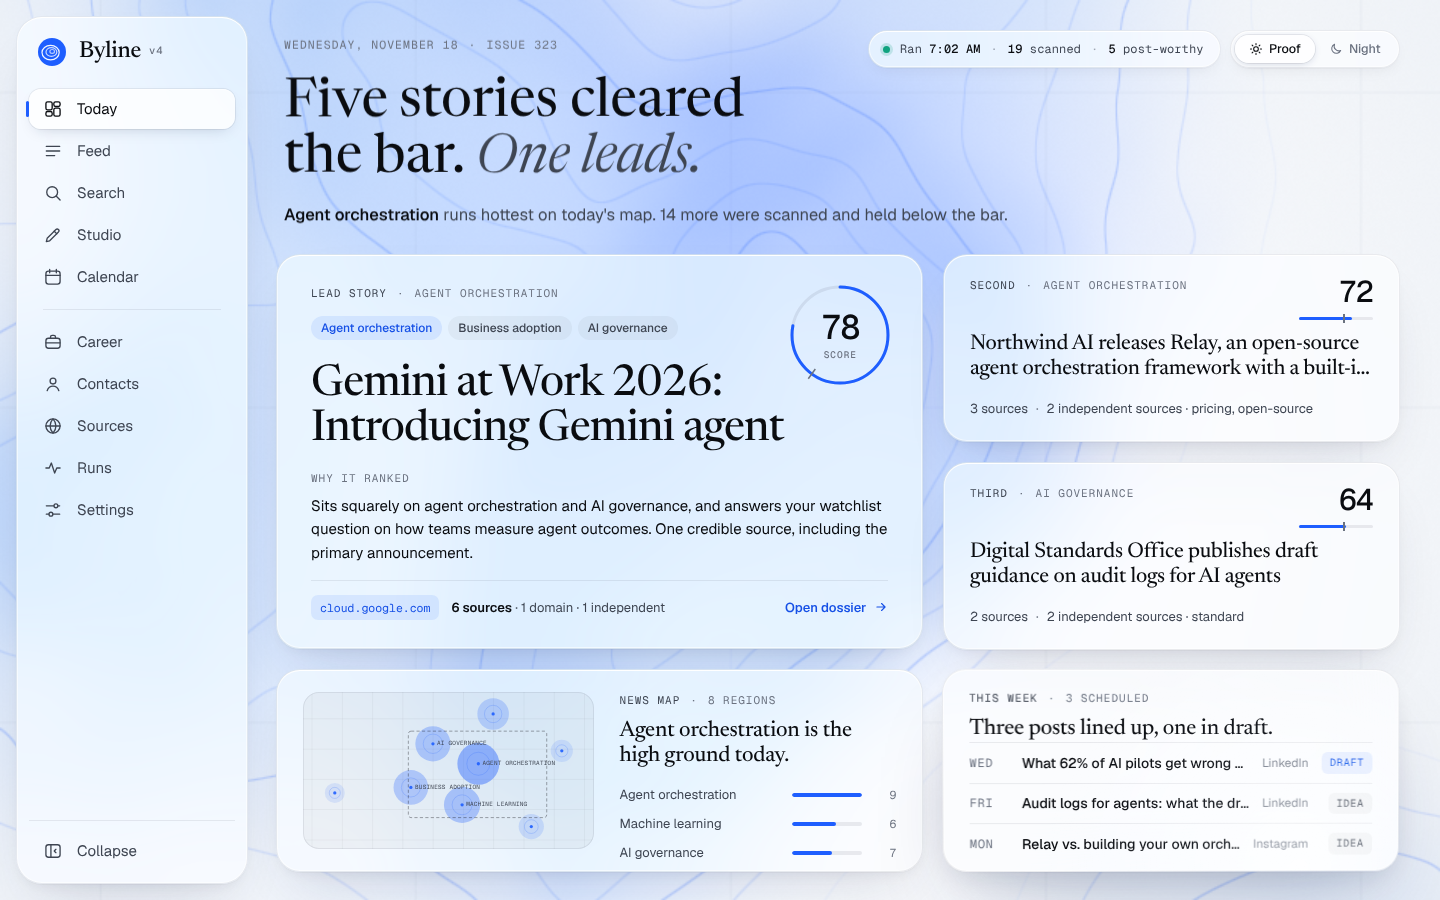 Byline v4
Today
Feed
Search
Studio
Calendar
Career
Contacts
Sources
Runs
Settings
Collapse
WEDNESDAY, NOVEMBER 18 · ISSUE 323
Ran 7:02 AM · 19 scanned · 5 post-worthy
Proof
Night
Five stories cleared
the bar. One leads.
Agent orchestration runs hottest on today's map. 14 more were scanned and held below the bar.
LEAD STORY · AGENT ORCHESTRATION
Agent orchestration
Business adoption
AI governance
78
SCORE
Gemini at Work 2026:
Introducing Gemini agent
WHY IT RANKED
Sits squarely on agent orchestration and AI governance, and answers your watchlist
question on how teams measure agent outcomes. One credible source, including the
primary announcement.
cloud.google.com
6 sources · 1 domain · 1 independent
Open dossier →
SECOND · AGENT ORCHESTRATION
72
Northwind AI releases Relay, an open-source
agent orchestration framework with a built-i...
3 sources · 2 independent sources · pricing, open-source
THIRD · AI GOVERNANCE
64
Digital Standards Office publishes draft
guidance on audit logs for AI agents
2 sources · 2 independent sources · standard
AI GOVERNANCE
AGENT ORCHESTRATION
BUSINESS ADOPTION
MACHINE LEARNING
NEWS MAP · 8 REGIONS
Agent orchestration is the
high ground today.
Agent orchestration 9
Machine learning 6
AI governance 7
THIS WEEK · 3 SCHEDULED
Three posts lined up, one in draft.
WED What 62% of AI pilots get wrong ... LinkedIn DRAFT
FRI Audit logs for agents: what the dr... LinkedIn IDEA
MON Relay vs. building your own orch... Instagram IDEA